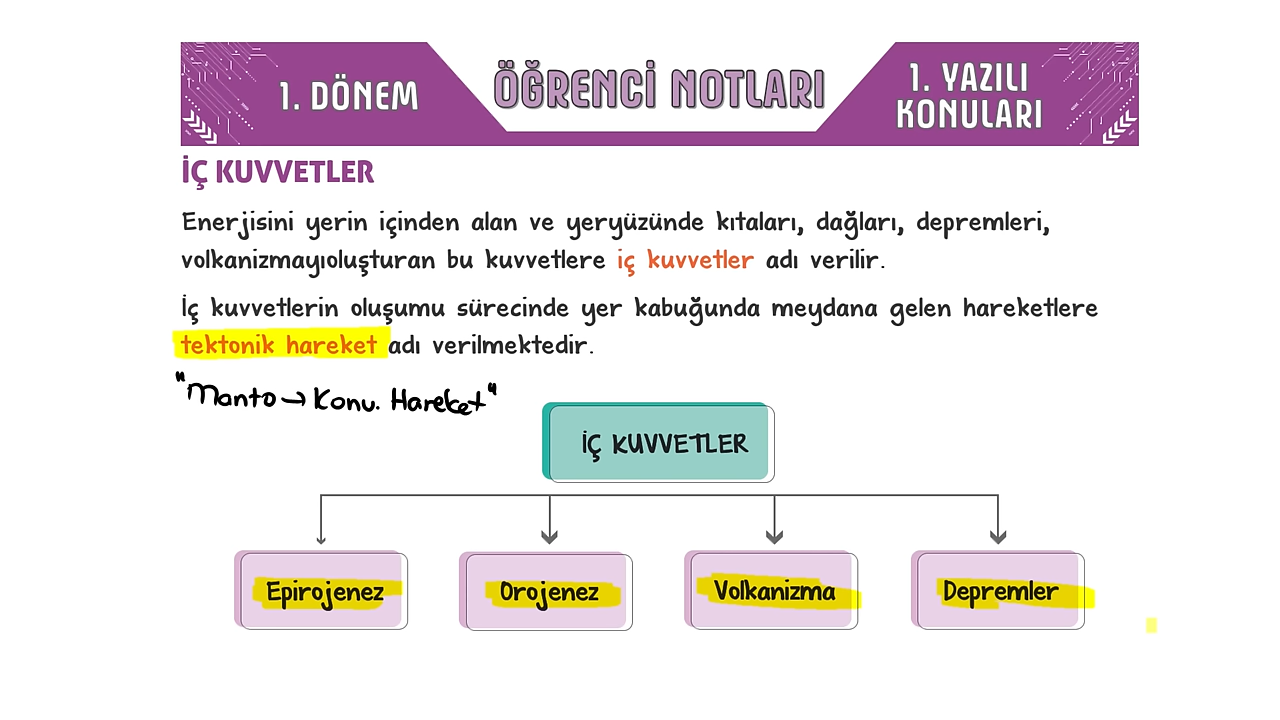 1. DÖNEM
ÖĞRENCİ NOTLARI
1. YAZILI
KONULARI
İÇ KUVVETLER
Enerjisini yerin içinden alan ve yeryüzünde kıtaları, dağları, depremleri,
volkanizmayıoluşturan bu kuvvetlere iç kuvvetler adı verilir.
İç kuvvetlerin oluşumu sürecinde yer kabuğunda meydana gelen hareketlere
tektonik hareket adı verilmektedir.
"Manto → Konv. Hareket"
İÇ KUVVETLER
Epirojenez
Orojenez
Volkanizma
Depremler